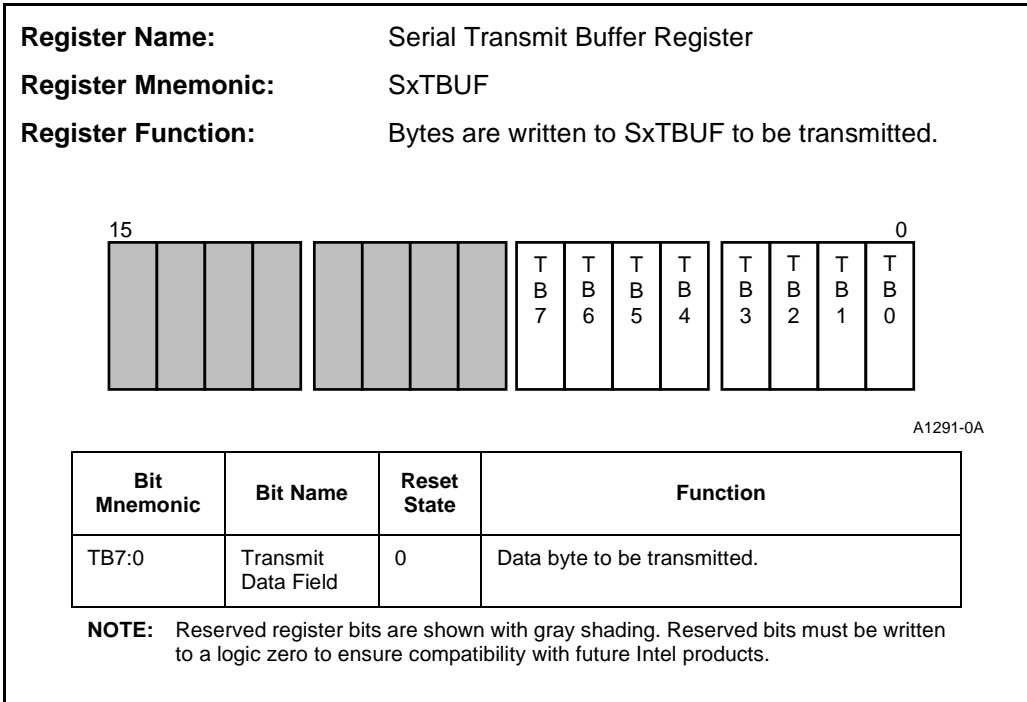 Register Name: Serial Transmit Buffer Register
Register Mnemonic: SxTBUF
Register Function: Bytes are written to SxTBUF to be transmitted.
15 0
T T T T T T T T
B B B B B B B B
7 6 5 4 3 2 1 0
A1291-0A
Bit Mnemonic Bit Name Reset State Function
TB7:0 Transmit Data Field 0 Data byte to be transmitted.
NOTE: Reserved register bits are shown with gray shading. Reserved bits must be written
to a logic zero to ensure compatibility with future Intel products.